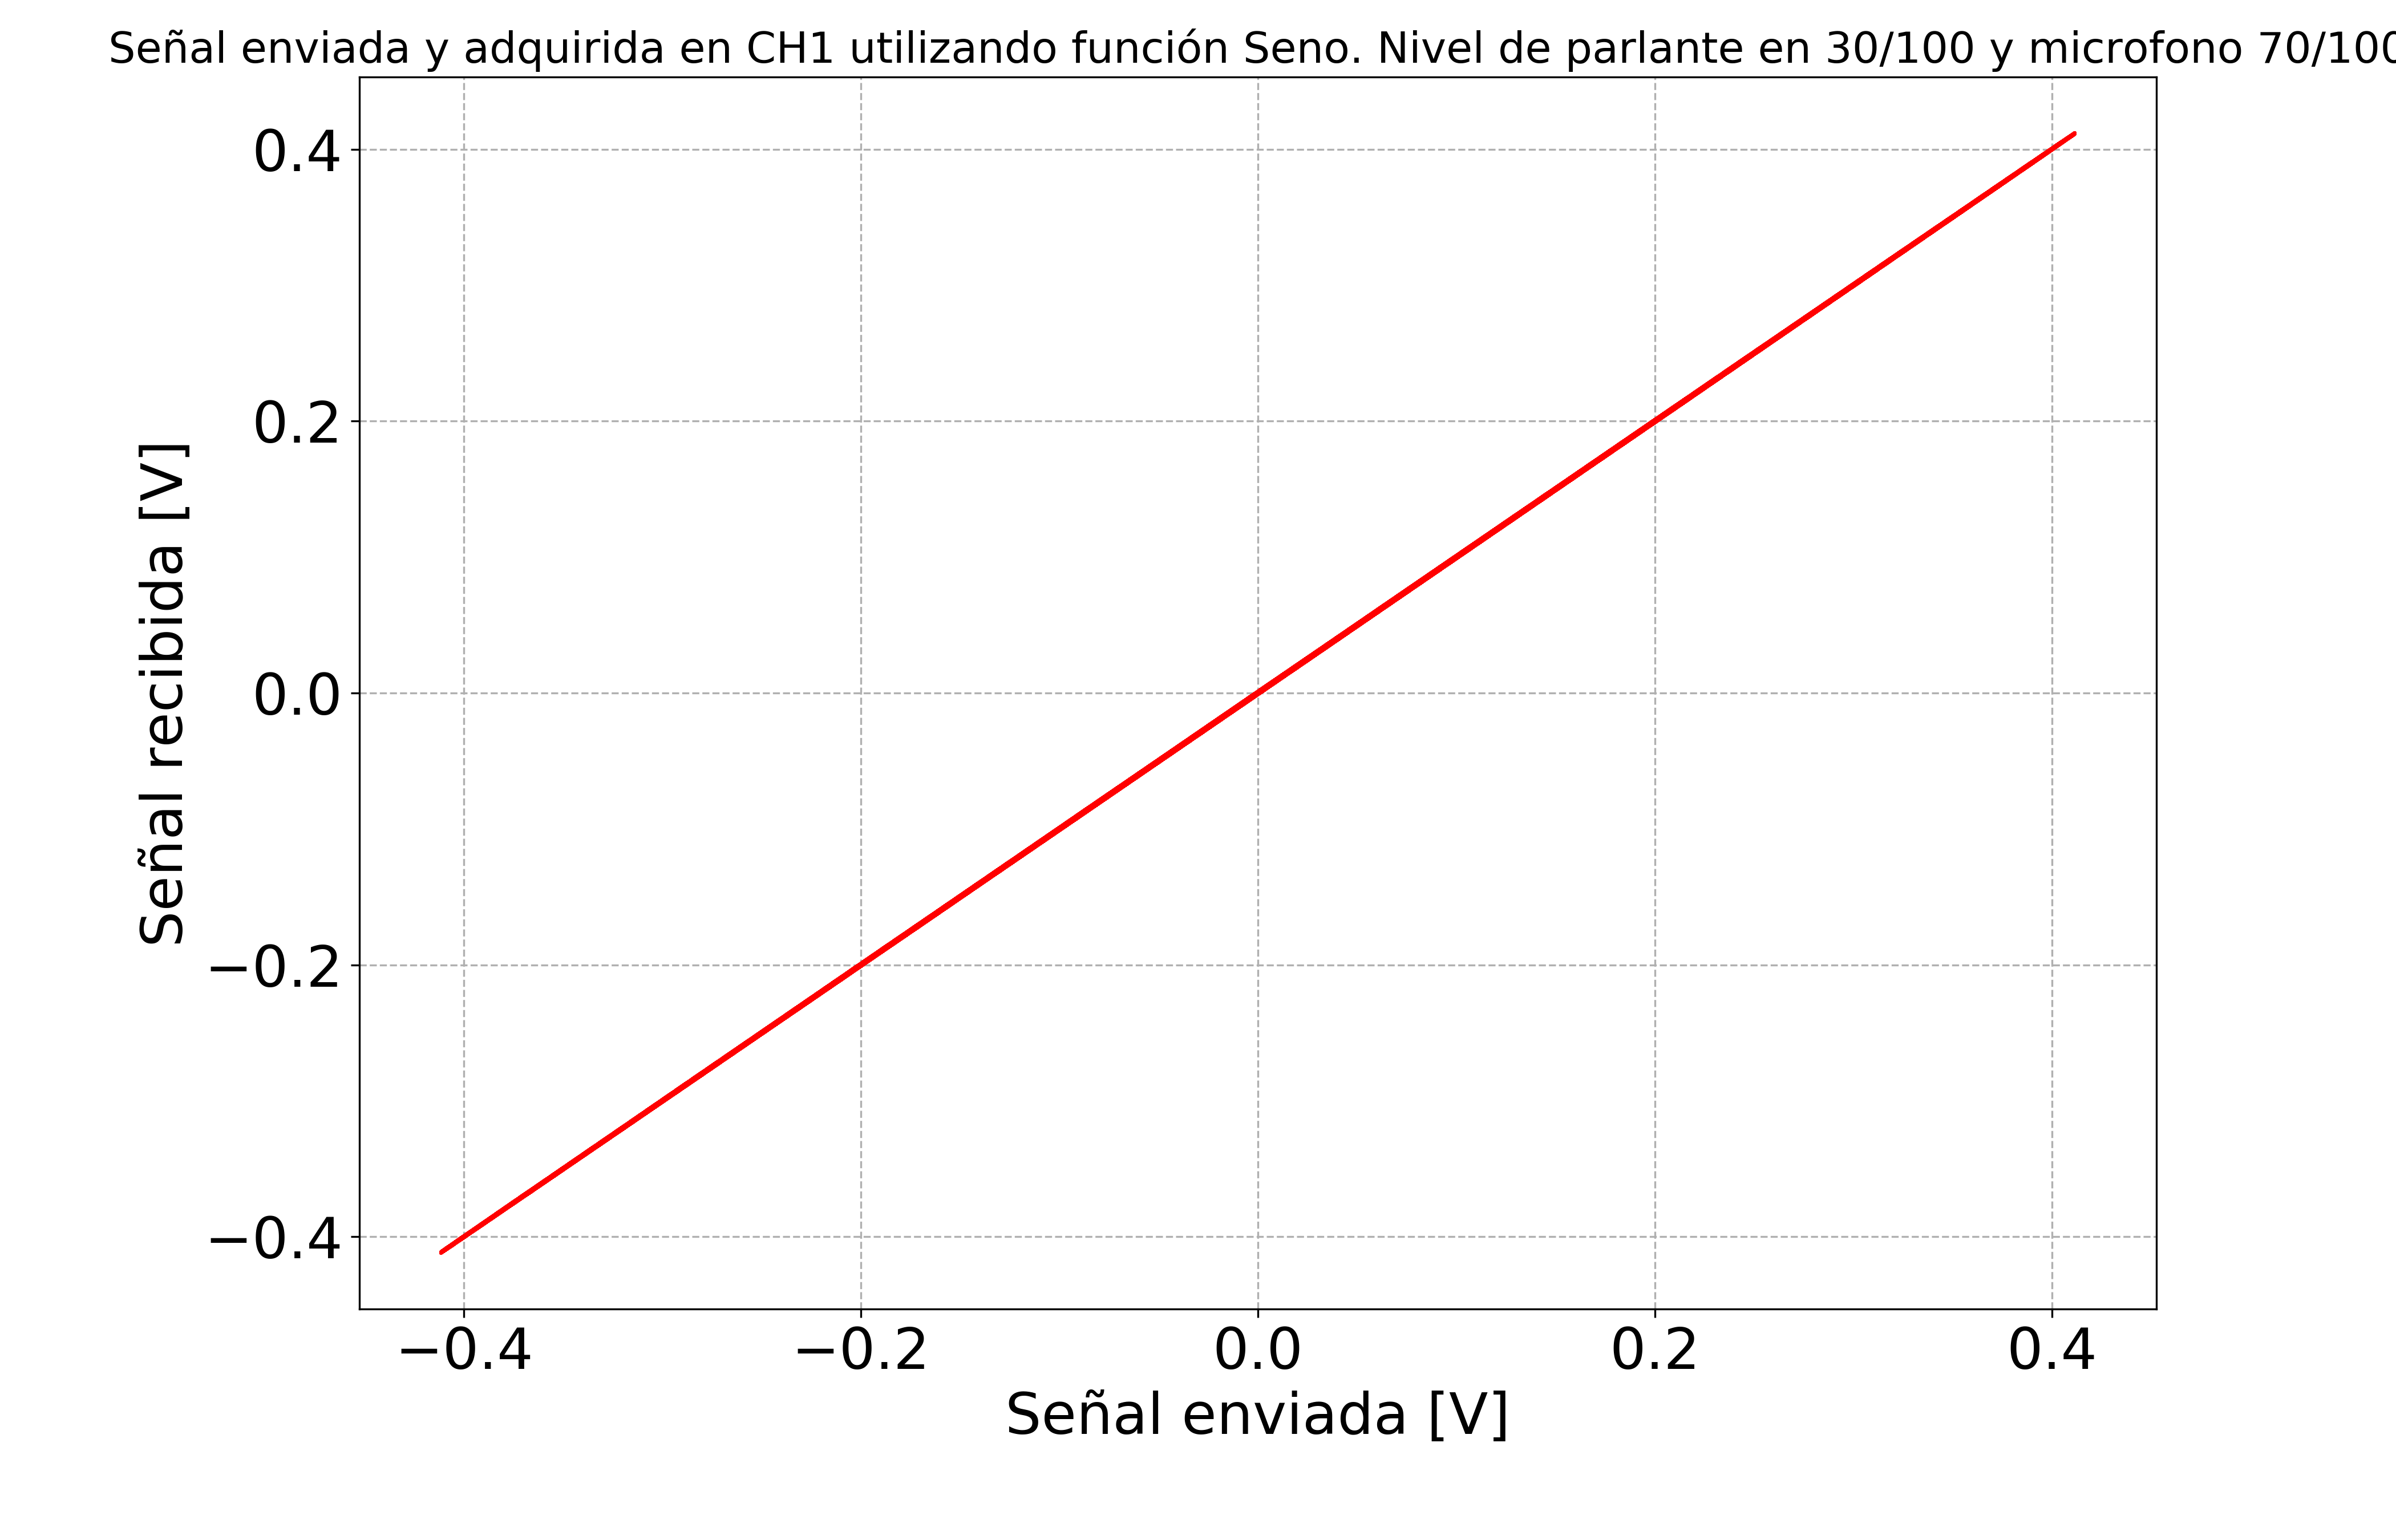 Señal enviada y adquirida en CH1 utilizando función Seno. Nivel de parlante en 30/100 y microfono 70/100
0.4
0.2
0.0
−0.2
−0.4
Señal recibida [V]
−0.4 −0.2 0.0 0.2 0.4
Señal enviada [V]